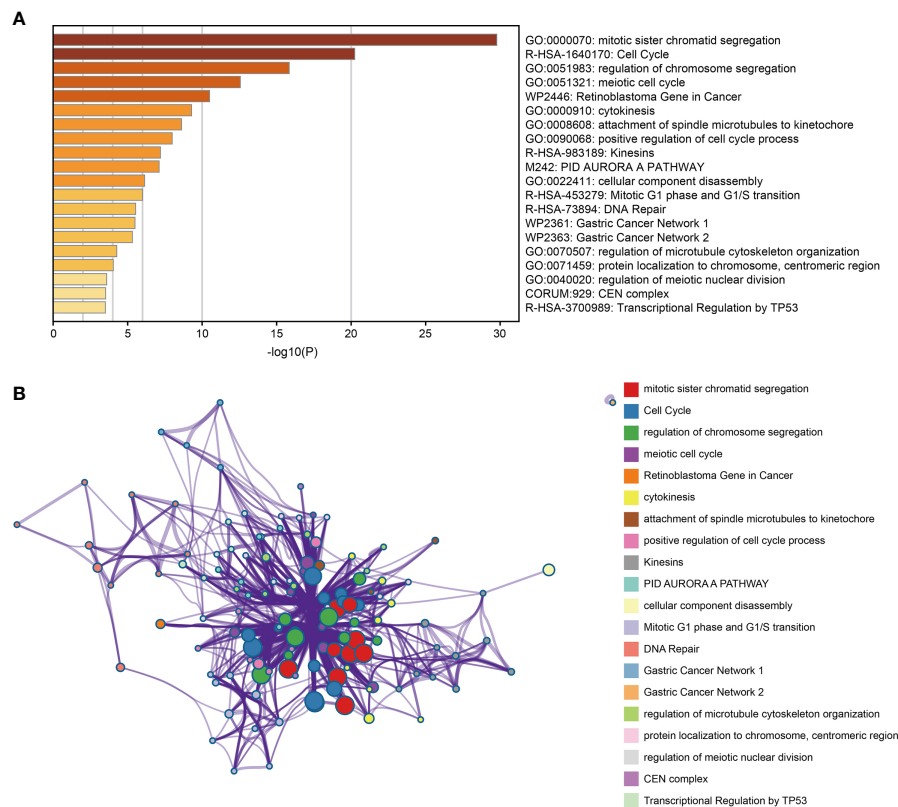 A
GO:0000070: mitotic sister chromatid segregation
R-HSA-1640170: Cell Cycle
GO:0051983: regulation of chromosome segregation
GO:0051321: meiotic cell cycle
WP2446: Retinoblastoma Gene in Cancer
GO:0000910: cytokinesis
GO:0008608: attachment of spindle microtubules to kinetochore
GO:0090068: positive regulation of cell cycle process
R-HSA-983189: Kinesins
M242: PID AURORA A PATHWAY
GO:0022411: cellular component disassembly
R-HSA-453279: Mitotic G1 phase and G1/S transition
R-HSA-73894: DNA Repair
WP2361: Gastric Cancer Network 1
WP2363: Gastric Cancer Network 2
GO:0070507: regulation of microtubule cytoskeleton organization
GO:0071459: protein localization to chromosome, centromeric region
GO:0040020: regulation of meiotic nuclear division
CORUM:929: CEN complex
R-HSA-3700989: Transcriptional Regulation by TP53
0 5 10 15 20 25 30
-log10(P)
B
mitotic sister chromatid segregation
Cell Cycle
regulation of chromosome segregation
meiotic cell cycle
Retinoblastoma Gene in Cancer
cytokinesis
attachment of spindle microtubules to kinetochore
positive regulation of cell cycle process
Kinesins
PID AURORA A PATHWAY
cellular component disassembly
Mitotic G1 phase and G1/S transition
DNA Repair
Gastric Cancer Network 1
Gastric Cancer Network 2
regulation of microtubule cytoskeleton organization
protein localization to chromosome, centromeric region
regulation of meiotic nuclear division
CEN complex
Transcriptional Regulation by TP53